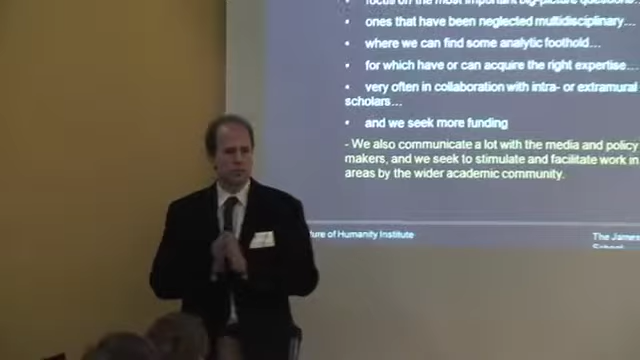 focus on the most important big-picture questions…
• ones that have been neglected multidisciplinary…
• where we can find some analytic foothold…
• for which have or can acquire the right expertise…
• very often in collaboration with intra- or extramural
scholars…
• and we seek more funding
- We also communicate a lot with the media and policy
makers, and we seek to stimulate and facilitate work in
areas by the wider academic community.
ture of Humanity Institute
The James
School